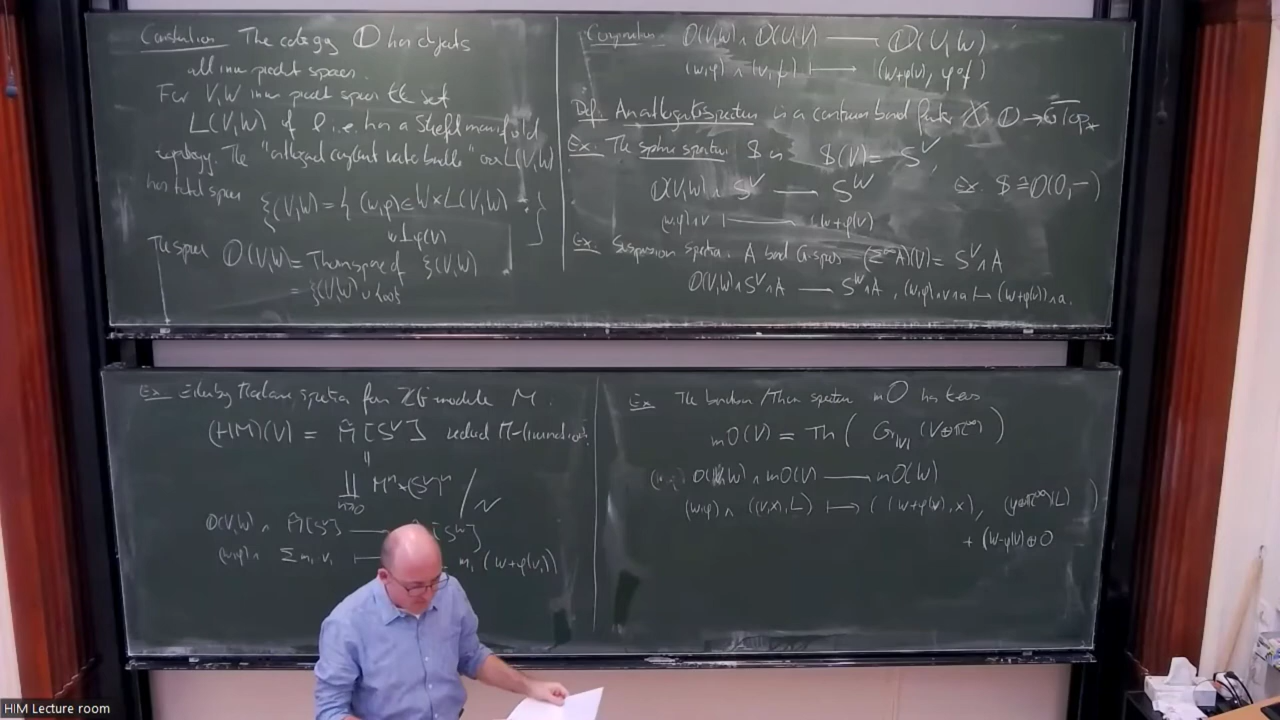 Construction The category O has objects
all inner product spaces.
For V, W inner product spaces the set
L(V,W) of l.i.e. has a Stiefel manifold
topology. The "orthogonal complement vector bundle" over L(V,W)
has total space
ξ(V,W) = { (w,φ) ∈ W × L(V,W) : w ⊥ φ(V) }
The space O(V,W) = Thom space of ξ(V,W)
= ξ(V,W) ∪ {∞}
Composition O(V,W) ∧ O(U,V) → O(U,W)
(w,φ) ∧ (v,ψ) ↦ (w+φ(v), φ∘ψ)
Def. An orthogonal spectrum is a continuous based functor X: O → GTop_*
Ex. The sphere spectrum S is S(V) = S^V,
O(V,W) ∧ S^V → S^W Ex. S ≅ O(0,-)
(w,φ) ∧ v ↦ (w+φ(v))
Ex. Suspension spectra. A based G-space (Σ^∞A)(V) = S^V ∧ A
O(V,W) ∧ S^V ∧ A → S^W ∧ A, (w,φ) ∧ v ∧ a ↦ (w+φ(v)) ∧ a.
Ex Eilenberg MacLane spectra for ZG-module M.
(HM)(V) = M̃[S^V] reduced M-linearization
=
∐_{n≥0} M^n × (S^V)^n / ~
O(V,W) ∧ M̃[S^V] → [S^W]
(w,φ) ∧ Σ m_i v_i ↦ m_i (w+φ(v_i))
Ex The bordism/Thom spectrum mO has terms
mO(V) = Th( Gr_{|V|} (V⊕R^∞) )
O(V,W) ∧ mO(V) → mO(W)
(w,φ) ∧ ((v,x),L) ↦ ( (w+φ(v),x), (φ⊕R^∞)(L)
+ (W-φ(V))⊕0 )
HIM Lecture room